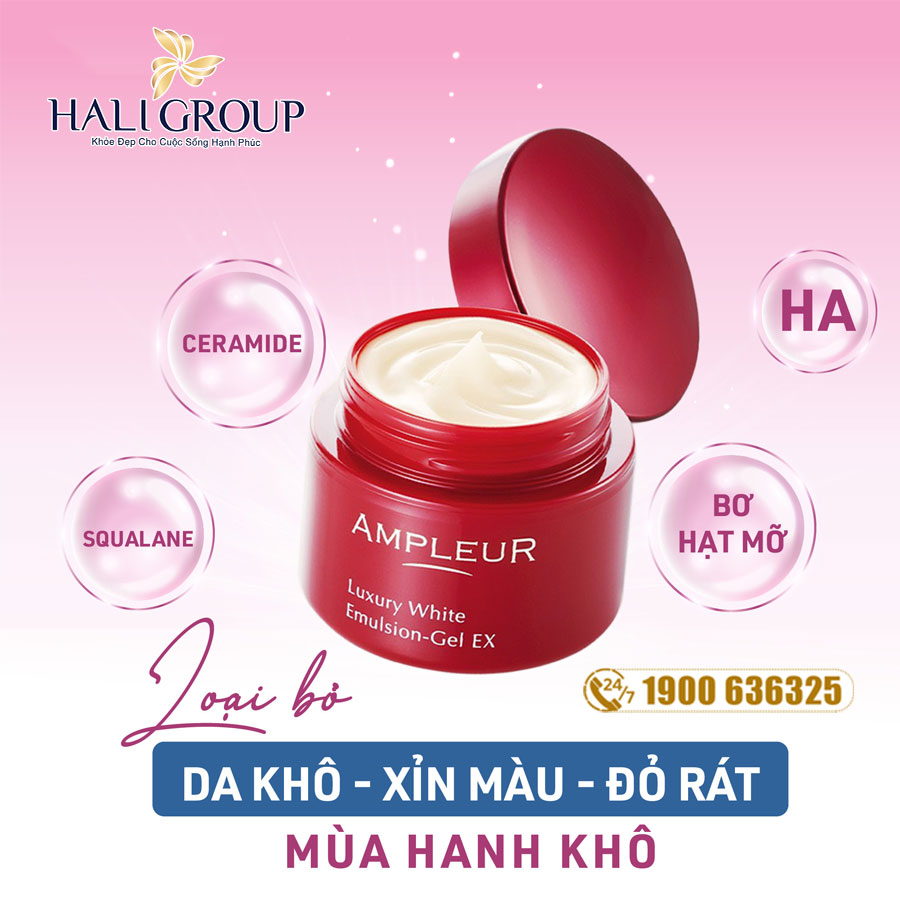 HALI GROUP
Khỏe Đẹp Cho Cuộc Sống Hạnh Phúc
CERAMIDE
HA
SQUALANE
BƠ
HẠT MỠ
AMPLEUR
Luxury White
Emulsion-Gel EX
Loại bỏ
24/7 1900 636325
DA KHÔ - XỈN MÀU - ĐỎ RÁT
MÙA HANH KHÔ